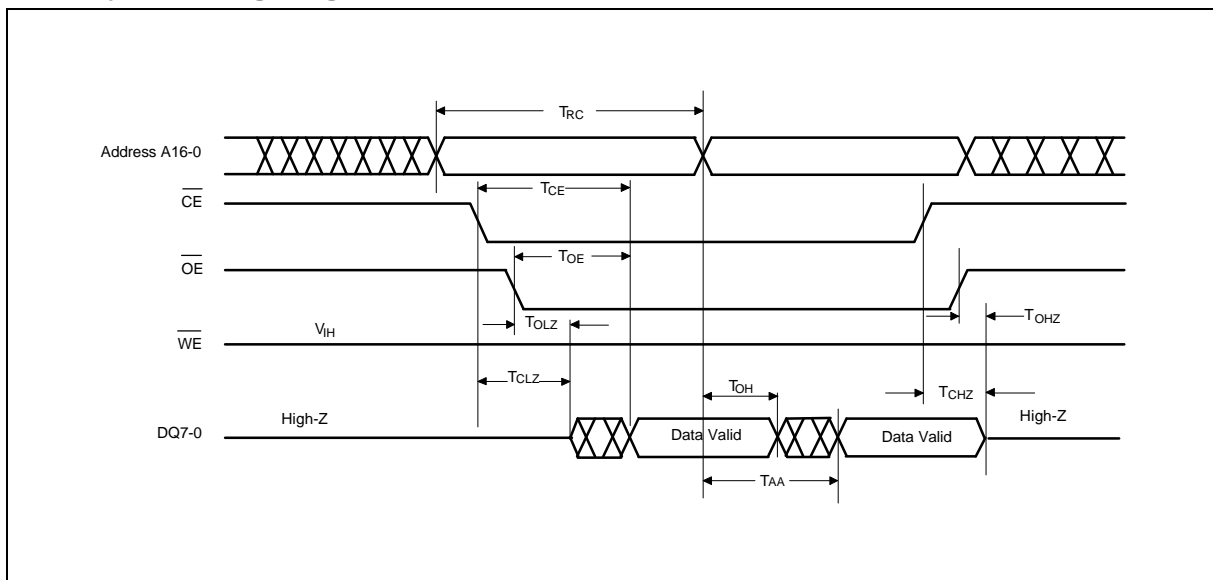 TRC
Address A16-0
TCE
CE
TOE
OE
TOLZ
TOHZ
VIH
WE
TCLZ
TOH
TCHZ
High-Z
High-Z
DQ7-0
Data Valid
Data Valid
TAA